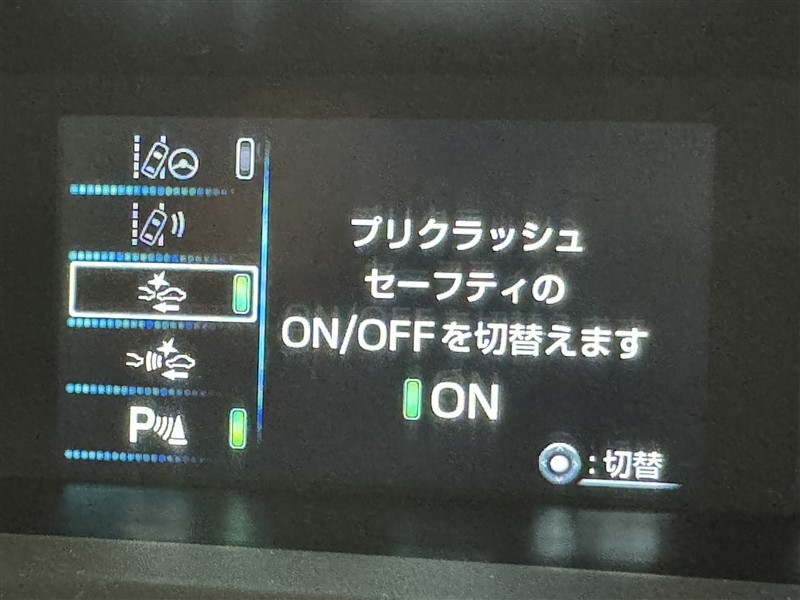 プリクラッシュ
セーフティの
ON/OFFを切替えます
ON
:切替
P